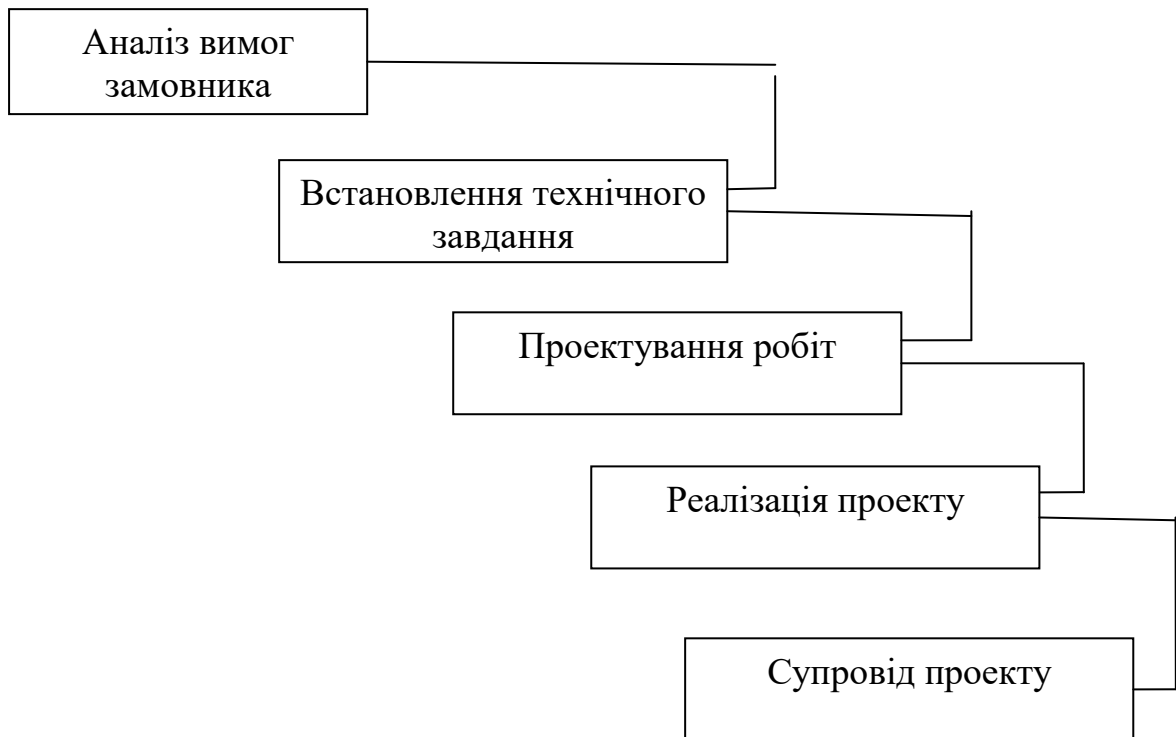 Аналіз вимог
замовника
Встановлення технічного
завдання
Проектування робіт
Реалізація проекту
Супровід проекту